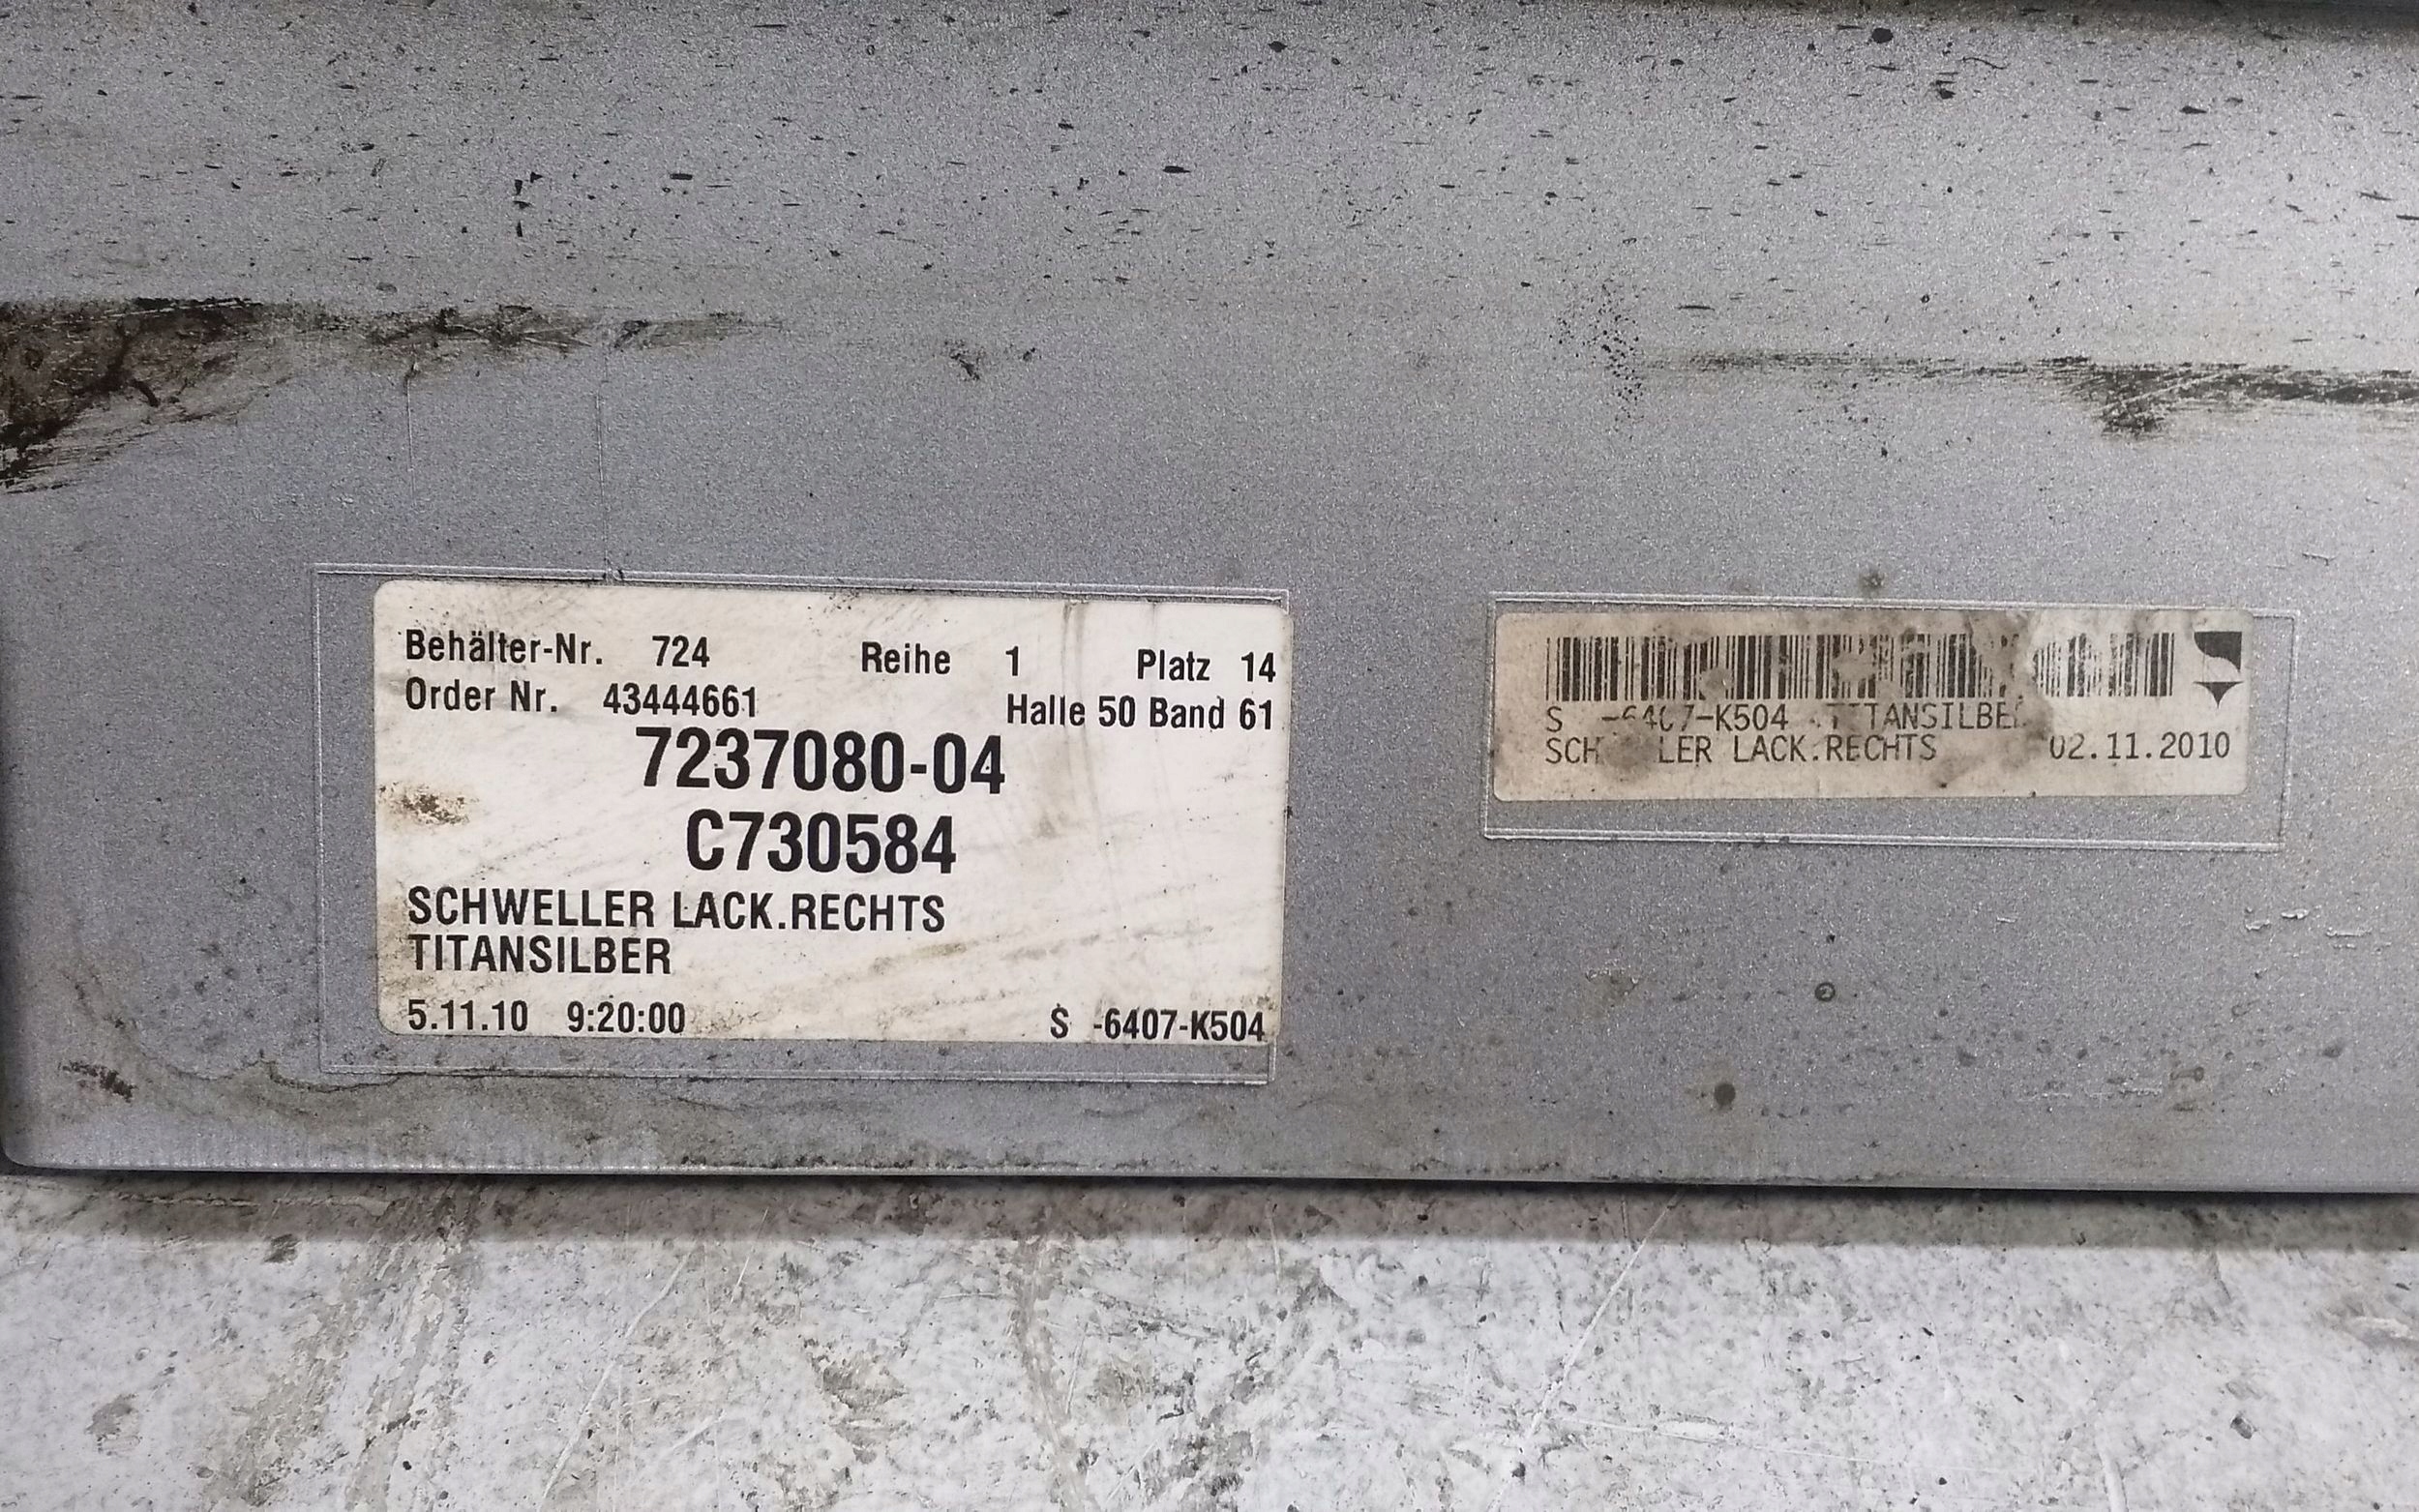 Behälter-Nr. 724 Reihe 1 Platz 14
Order Nr. 43444661 Halle 50 Band 61
7237080-04
C730584
SCHWELLER LACK.RECHTS
TITANSILBER
5.11.10 9:20:00 S -6407-K504
S -6407-K504 TITANSILBER
LACK.RECHTS 02.11.2010